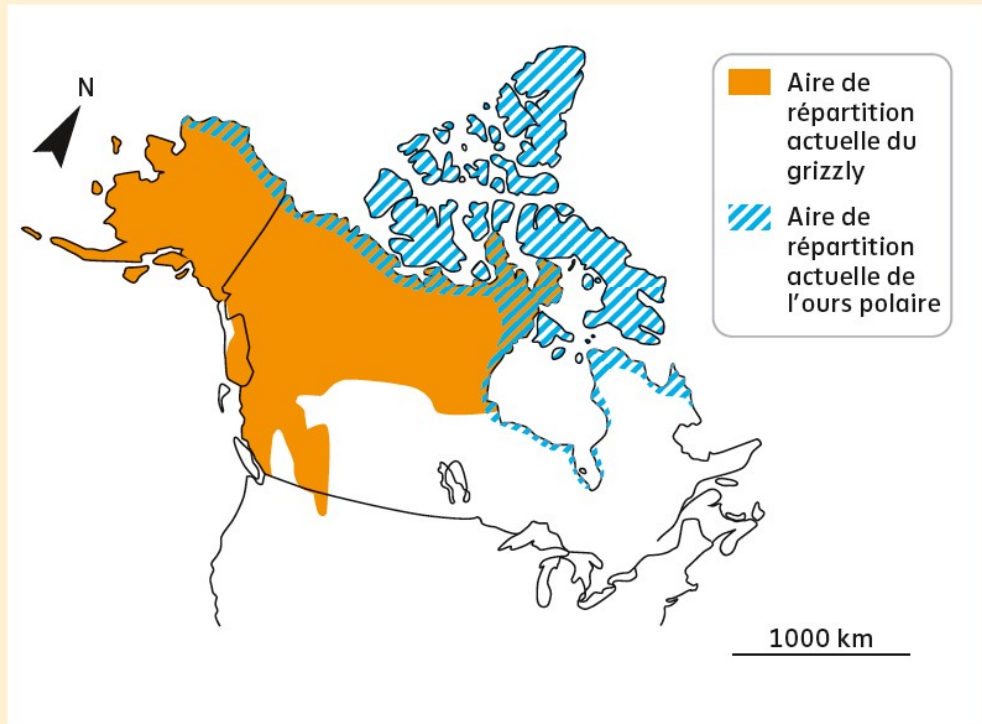 N
Aire de
répartition
actuelle du
grizzly
Aire de
répartition
actuelle de
l'ours polaire
1000 km